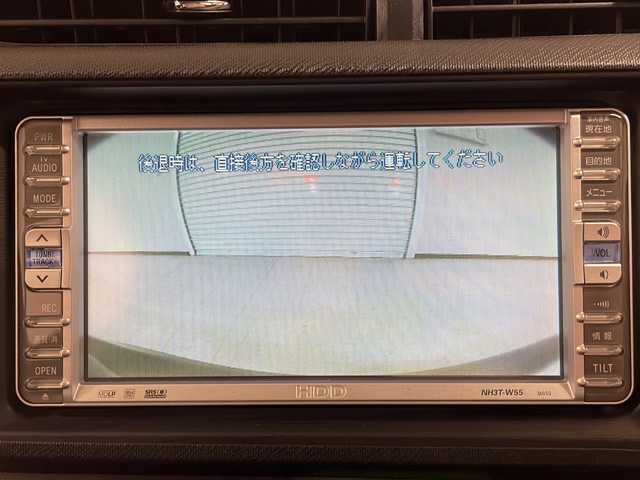 後退時は、直接後方を確認しながら運転してください
PWR
TV
AUDIO
MODE
TUNE
TRACK
REC
OPEN
現在地
目的地
メニュー
VOL
情報
TILT
HDD
NH3T-W55